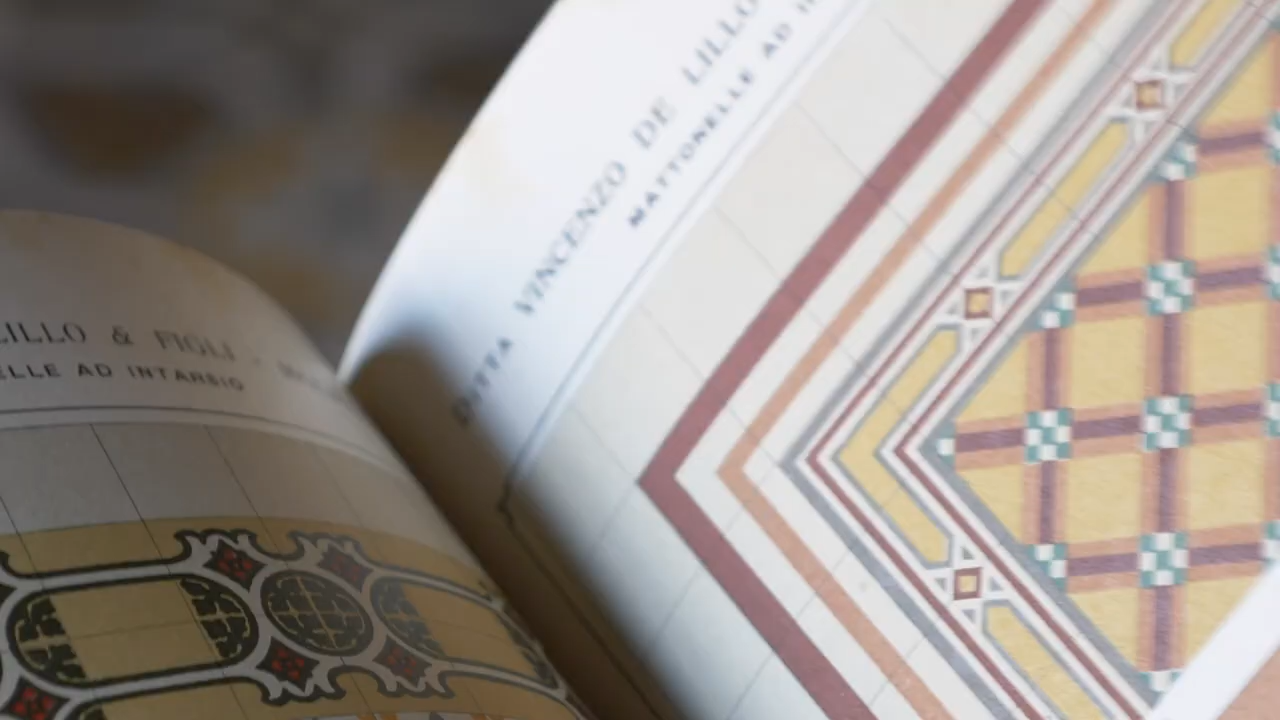 LILLO & FIGLI -
ELLE AD INTARSIO
DITTA VINCENZO DE LILLO
MATTONELLE AD